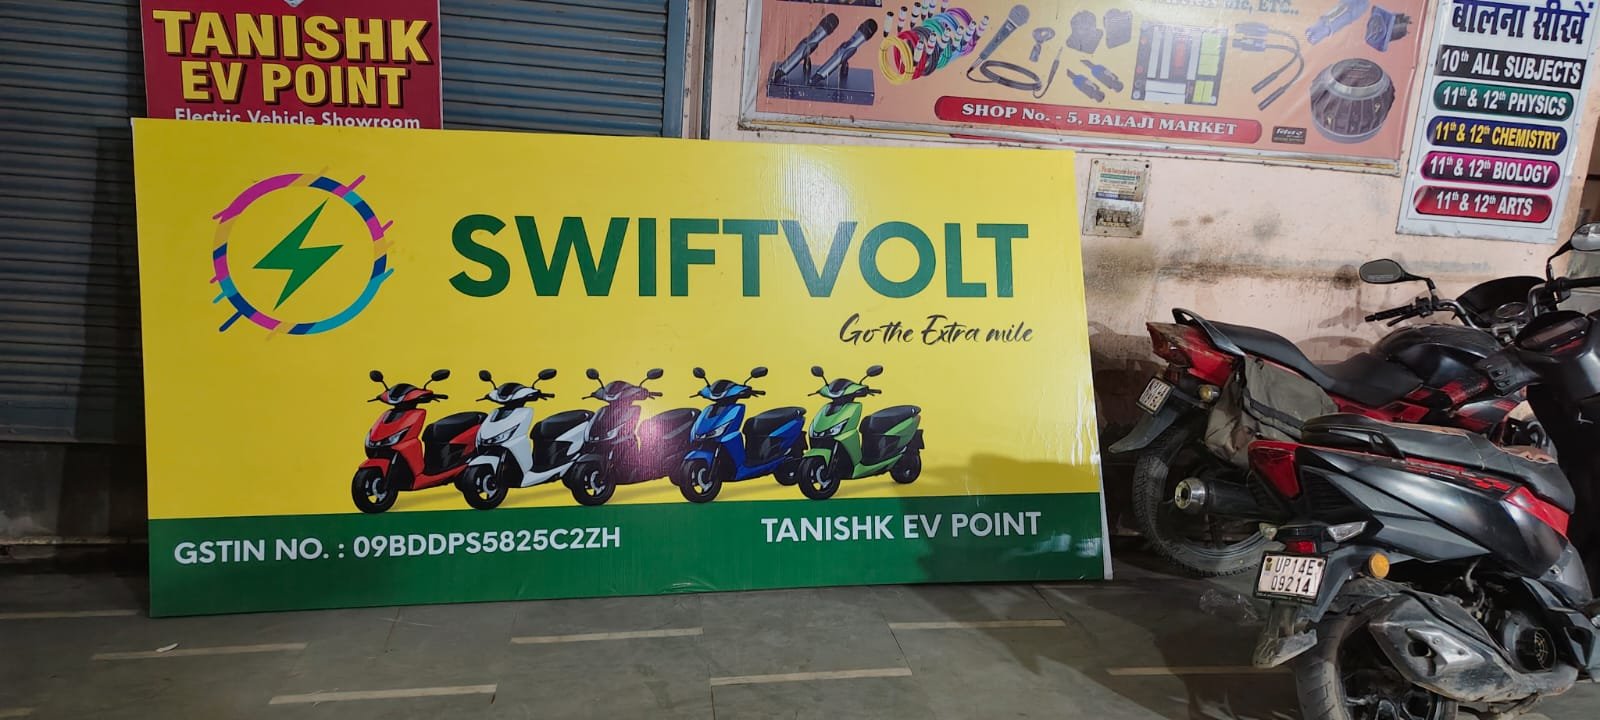 TANISHK
EV POINT
Electric Vehicle Showroom
ETC..
SHOP No. - 5, BALAJI MARKET
बोलना सीखें
10th ALL SUBJECTS
11th & 12th PHYSICS
11th & 12th CHEMISTRY
11th & 12th BIOLOGY
11th & 12th ARTS
SWIFTVOLT
Go the Extra mile
GSTIN NO. : 09BDDPS5825C2ZH
TANISHK EV POINT
UP14E
09214